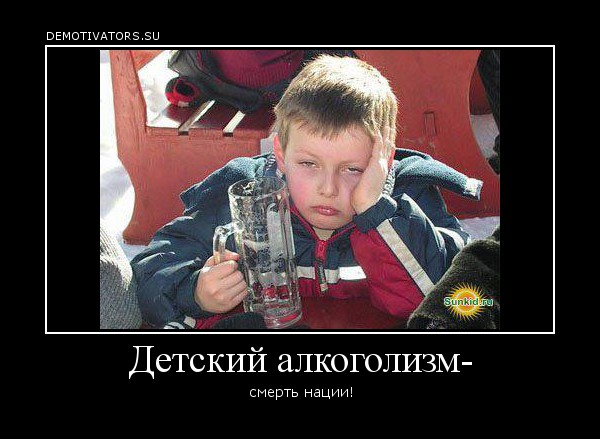 DEMOTIVATORS.SU
Sunkid.ru
Детский алкоголизм-
смерть нации!